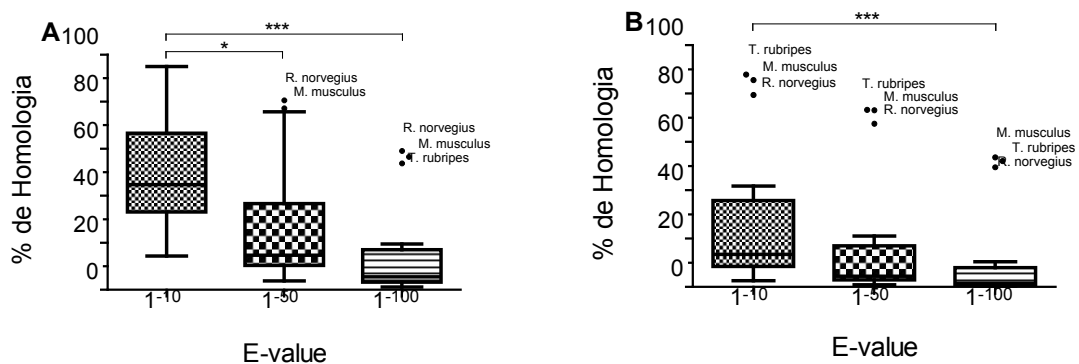 A
100
***
*
80
R. norvegius
M. musculus
60
R. norvegius
M. musculus
T. rubripes
40
20
0
% de Homologia
1-10
1-50
1-100
E-value
B
100
***
T. rubripes
80
M. musculus
R. norvegius
T. rubripes
M. musculus
R. norvegius
60
M. musculus
T. rubripes
R. norvegius
40
20
0
% de Homologia
1-10
1-50
1-100
E-value